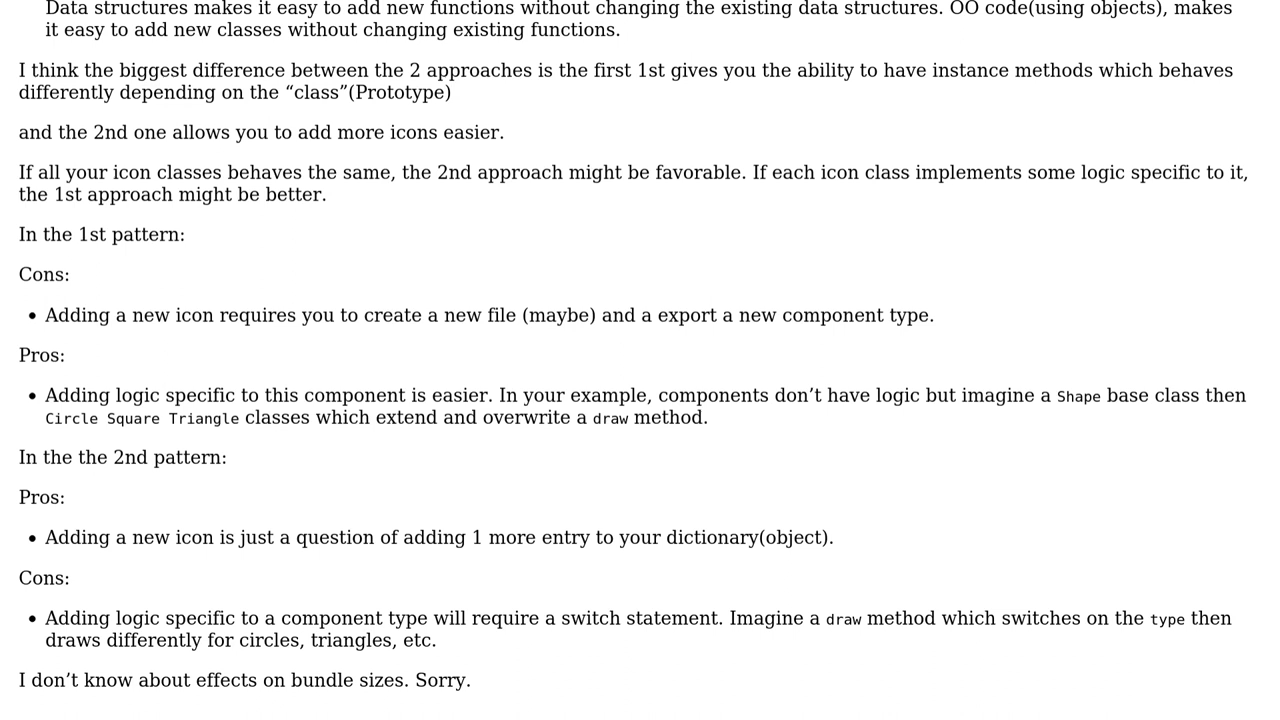 Data structures makes it easy to add new functions without changing the existing data structures. OO code(using objects), makes
it easy to add new classes without changing existing functions.
I think the biggest difference between the 2 approaches is the first 1st gives you the ability to have instance methods which behaves
differently depending on the “class”(Prototype)
and the 2nd one allows you to add more icons easier.
If all your icon classes behaves the same, the 2nd approach might be favorable. If each icon class implements some logic specific to it,
the 1st approach might be better.
In the 1st pattern:
Cons:
• Adding a new icon requires you to create a new file (maybe) and a export a new component type.
Pros:
• Adding logic specific to this component is easier. In your example, components don’t have logic but imagine a Shape base class then
Circle Square Triangle classes which extend and overwrite a draw method.
In the the 2nd pattern:
Pros:
• Adding a new icon is just a question of adding 1 more entry to your dictionary(object).
Cons:
• Adding logic specific to a component type will require a switch statement. Imagine a draw method which switches on the type then
draws differently for circles, triangles, etc.
I don’t know about effects on bundle sizes. Sorry.